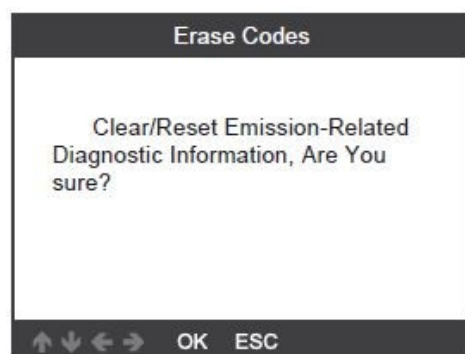 Erase Codes
Clear/Reset Emission-Related
Diagnostic Information, Are You
sure?
OK ESC